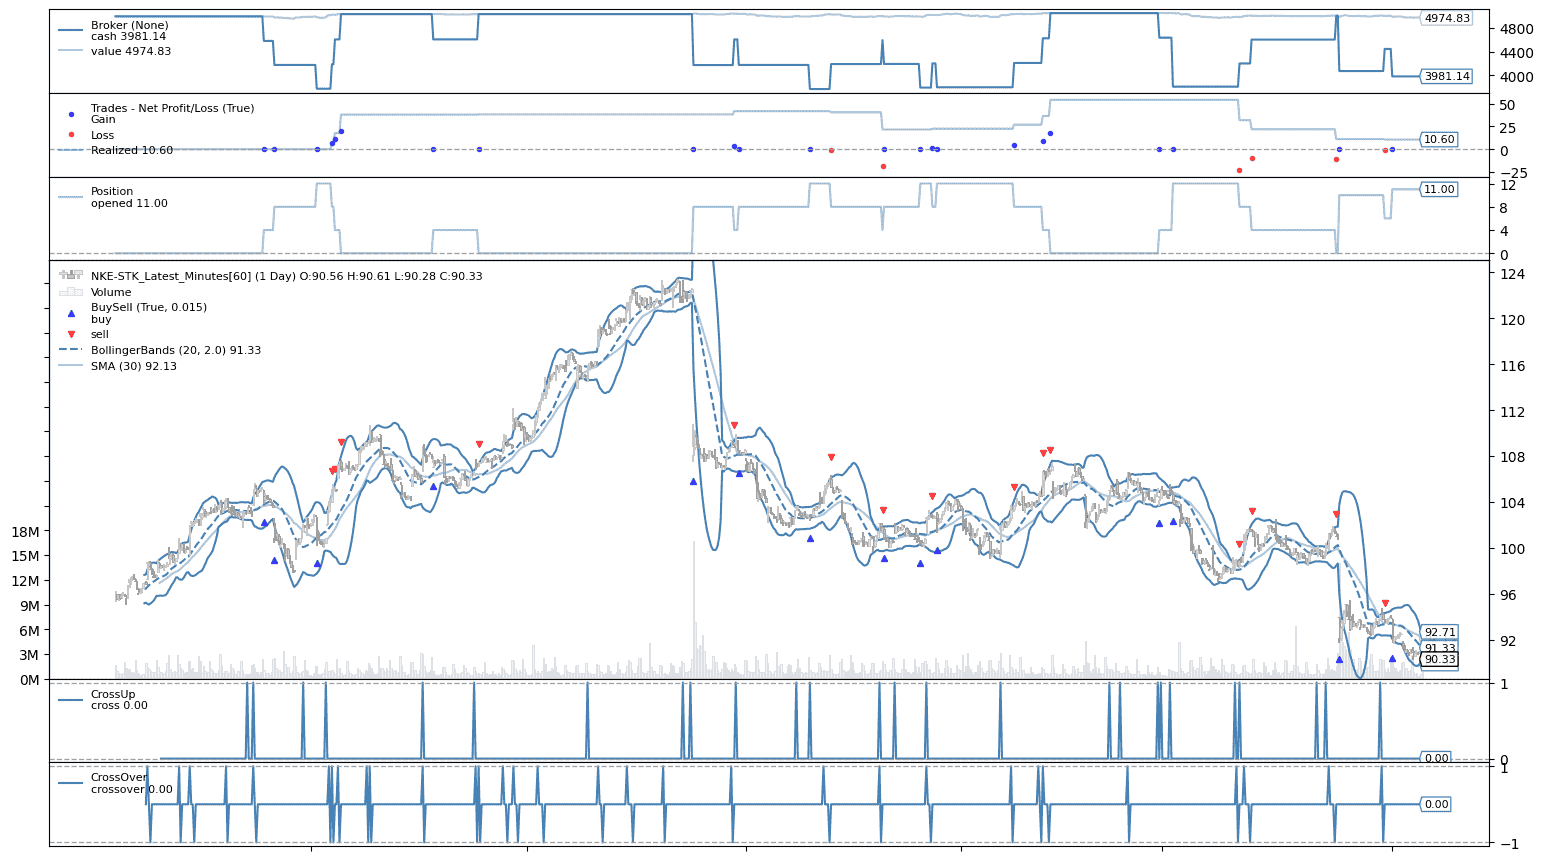 Broker (None)
cash 3981.14
value 4974.83
4974.83
4800
4400
4000
3981.14
Trades - Net Profit/Loss (True)
Gain
Loss
Realized 10.60
50
25
10.60
0
−25
Position
opened 11.00
12
11.00
8
4
0
NKE-STK_Latest_Minutes[60] (1 Day) O:90.56 H:90.61 L:90.28 C:90.33
Volume
BuySell (True, 0.015)
buy
sell
BollingerBands (20, 2.0) 91.33
SMA (30) 92.13
124
120
116
112
108
104
100
96
92
18M
15M
12M
9M
6M
3M
0M
92.71
91.33
90.33
CrossUp
cross 0.00
1
0
0.00
CrossOver
crossover 0.00
1
0.00
−1